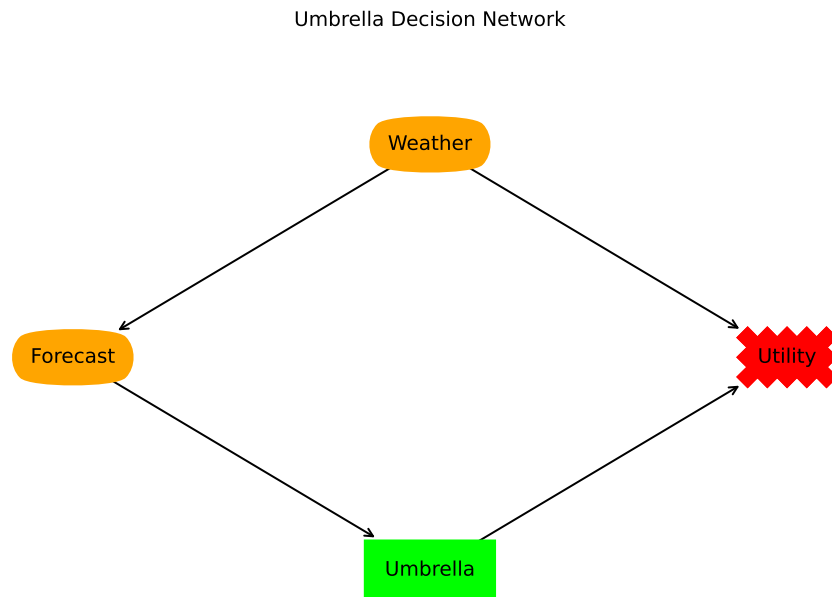 Umbrella Decision Network
Weather
Forecast
Utility
Umbrella